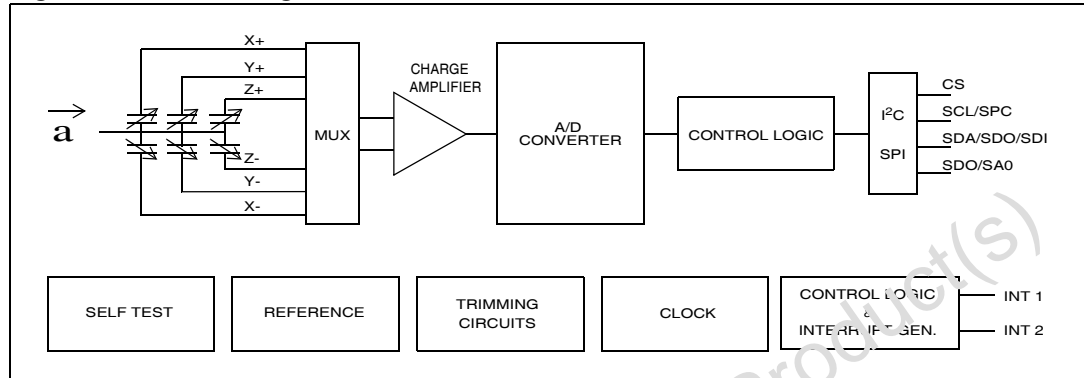 X+
Y+
Z+
CHARGE
AMPLIFIER
a
MUX
A/D
CONVERTER
CONTROL LOGIC
I²C
SPI
CS
SCL/SPC
SDA/SDO/SDI
SDO/SA0
Z-
Y-
X-
SELF TEST
REFERENCE
TRIMMING
CIRCUITS
CLOCK
CONTROL LOGIC
&
INTERRUPT GEN.
INT 1
INT 2
Product(s)